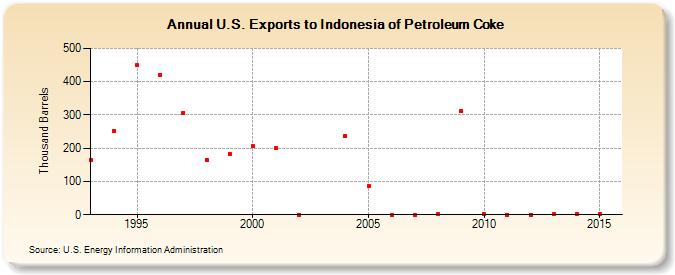 Annual U.S. Exports to Indonesia of Petroleum Coke
Thousand Barrels
500
400
300
200
100
0
1995 2000 2005 2010 2015
Source: U.S. Energy Information Administration